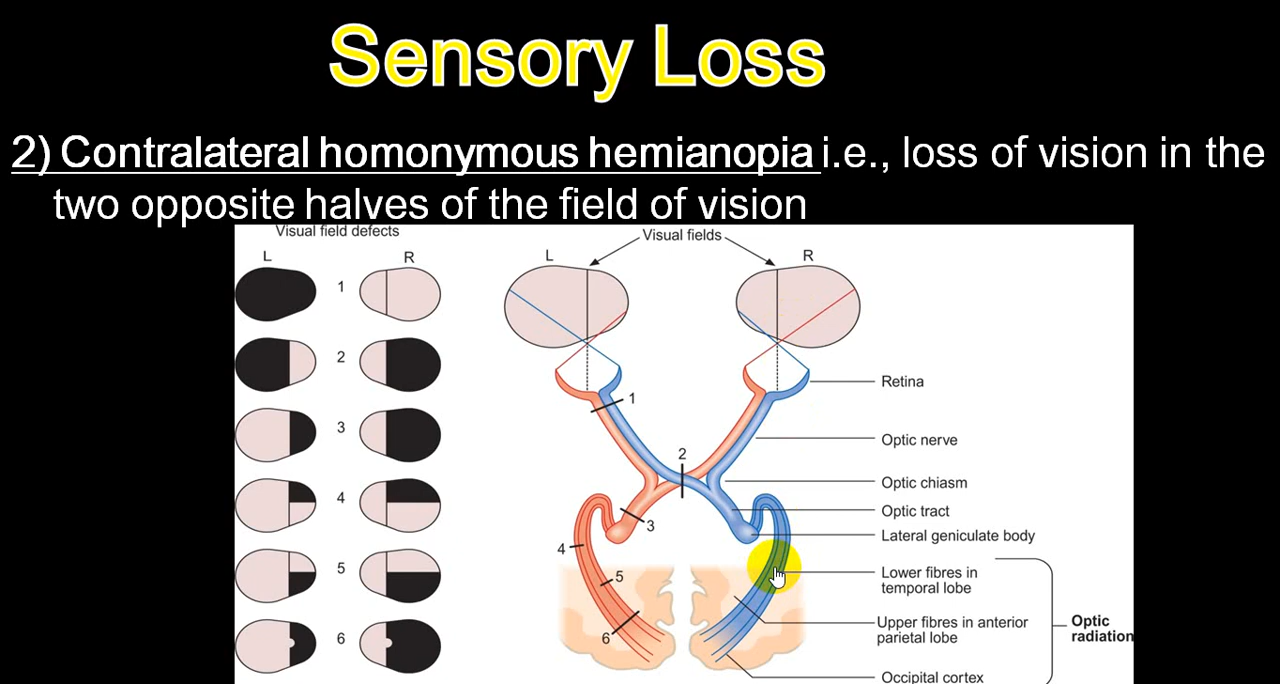 Sensory Loss
2) Contralateral homonymous hemianopia i.e., loss of vision in the
two opposite halves of the field of vision
Visual field defects
L
R
1
2
3
4
5
6
Visual fields
L
R
1
2
3
4
5
6
Retina
Optic nerve
Optic chiasm
Optic tract
Lateral geniculate body
Lower fibres in
temporal lobe
Upper fibres in anterior
parietal lobe
Occipital cortex
Optic
radiation